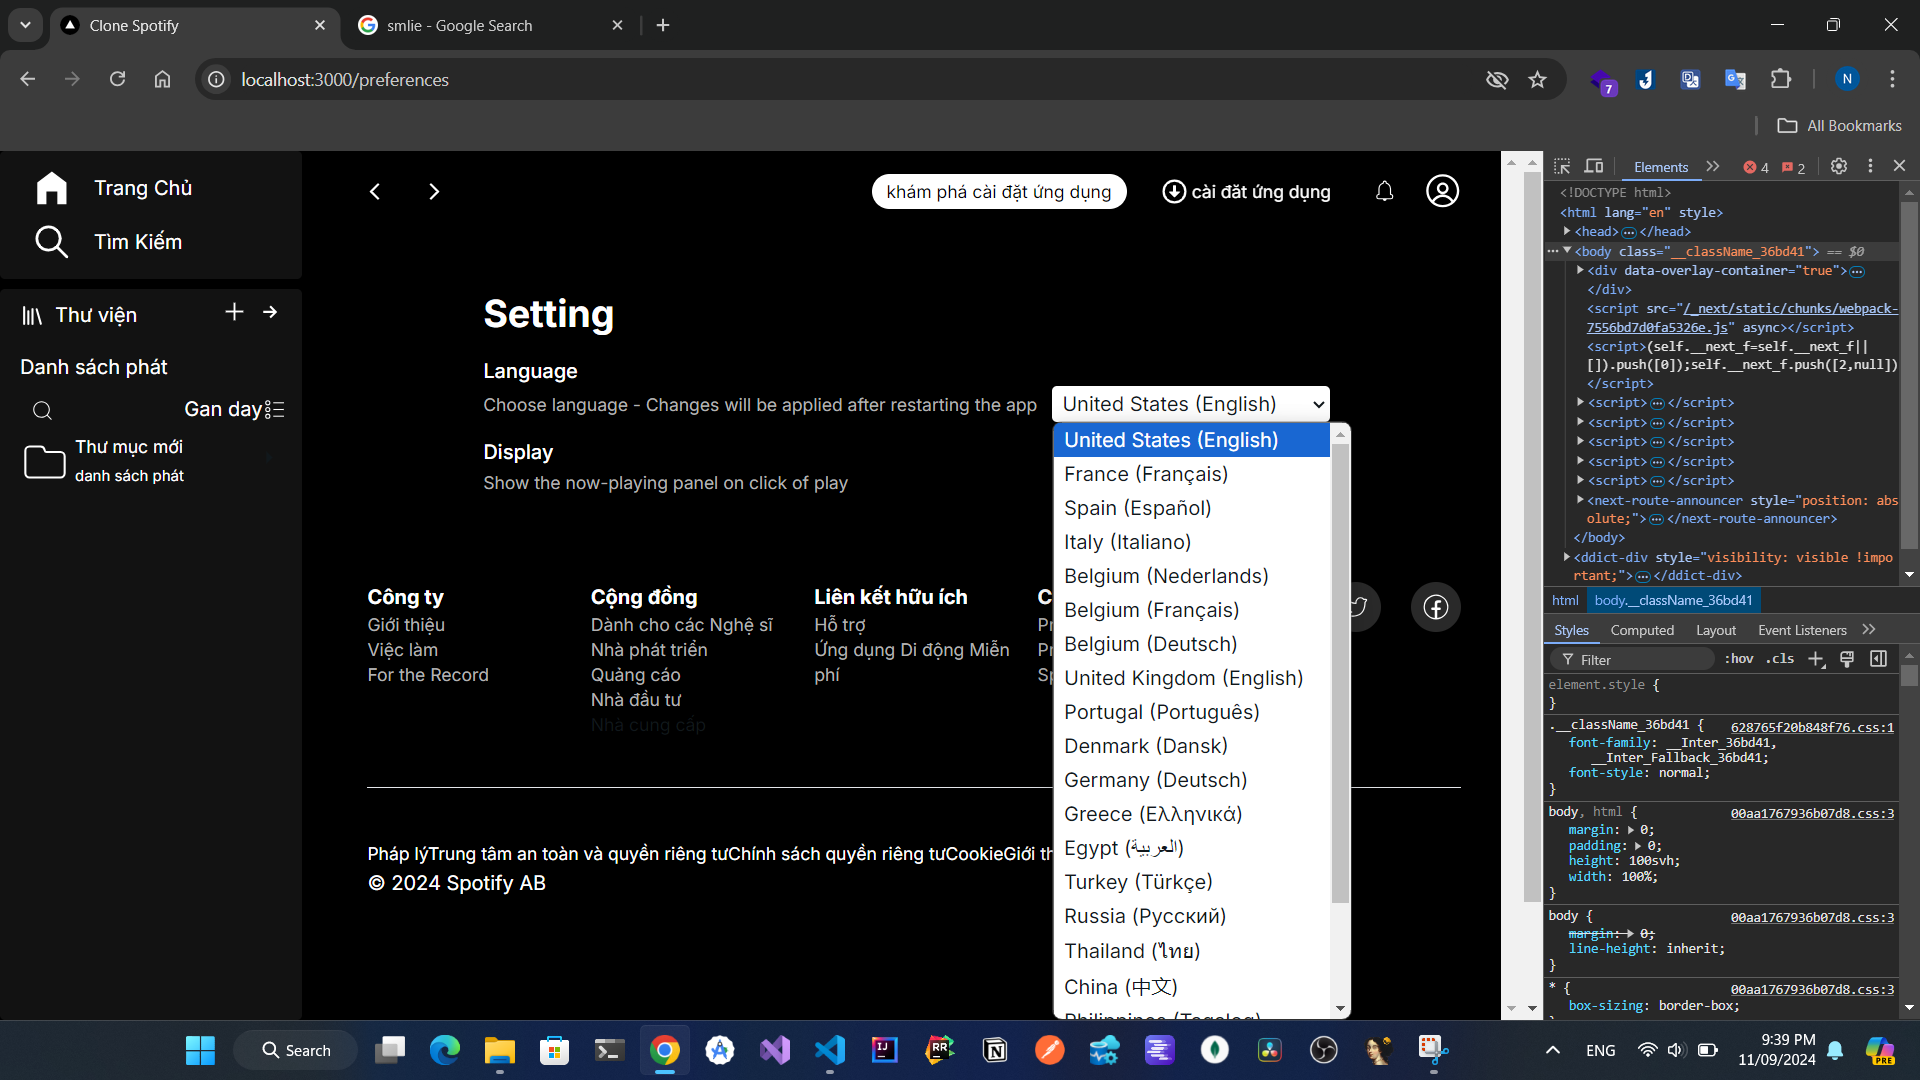 Clone Spotify
smlie - Google Search
localhost:3000/preferences
7
N
All Bookmarks
Trang Chủ
Tìm Kiếm
Thư viện
Danh sách phát
Gan day
Thư mục mới
danh sách phát
khám phá cài đặt ứng dụng
cài đăt ứng dụng
Setting
Language
Choose language - Changes will be applied after restarting the app
United States (English)
Display
Show the now-playing panel on click of play
United States (English)
France (Français)
Spain (Español)
Italy (Italiano)
Belgium (Nederlands)
Belgium (Français)
Belgium (Deutsch)
United Kingdom (English)
Portugal (Português)
Denmark (Dansk)
Germany (Deutsch)
Greece (Ελληνικά)
Egypt (العربية)
Turkey (Türkçe)
Russia (Русский)
Thailand (ไทย)
China (中文)
Philippines (Tagalog)
Công ty
Giới thiệu
Việc làm
For the Record
Cộng đồng
Dành cho các Nghệ sĩ
Nhà phát triển
Quảng cáo
Nhà đầu tư
Nhà cung cấp
Liên kết hữu ích
Hỗ trợ
Ứng dụng Di động Miễn
phí
Pháp lýTrung tâm an toàn và quyền riêng tưChính sách quyền riêng tưCookieGiới
© 2024 Spotify AB
Elements
4
2
<!DOCTYPE html>
<html lang="en" style>
<head>…</head>
<body class="__className_36bd41"> == $0
<div data-overlay-container="true">…
</div>
<script src="/_next/static/chunks/webpack-
7556bd7d0fa5326e.js" async></script>
<script>(self.__next_f=self.__next_f||
[]).push([0]);self.__next_f.push([2,null])
</script>
<script>…</script>
<script>…</script>
<script>…</script>
<script>…</script>
<script>…</script>
<next-route-announcer style="position: abs
olute;">…</next-route-announcer>
</body>
<ddict-div style="visibility: visible !impo
rtant;">…</ddict-div>
html
body.__className_36bd41
Styles
Computed
Layout
Event Listeners
Filter
:hov
.cls
element.style {
}
.__className_36bd41 {
628765f20b848f76.css:1
font-family: __Inter_36bd41,
__Inter_Fallback_36bd41;
font-style: normal;
}
body, html {
00aa1767936b07d8.css:3
margin: 0;
padding: 0;
height: 100svh;
width: 100%;
}
body {
00aa1767936b07d8.css:3
margin: 0;
line-height: inherit;
}
* {
00aa1767936b07d8.css:3
box-sizing: border-box;
Search
IJ
RR
PRE
ENG
9:39 PM
11/09/2024